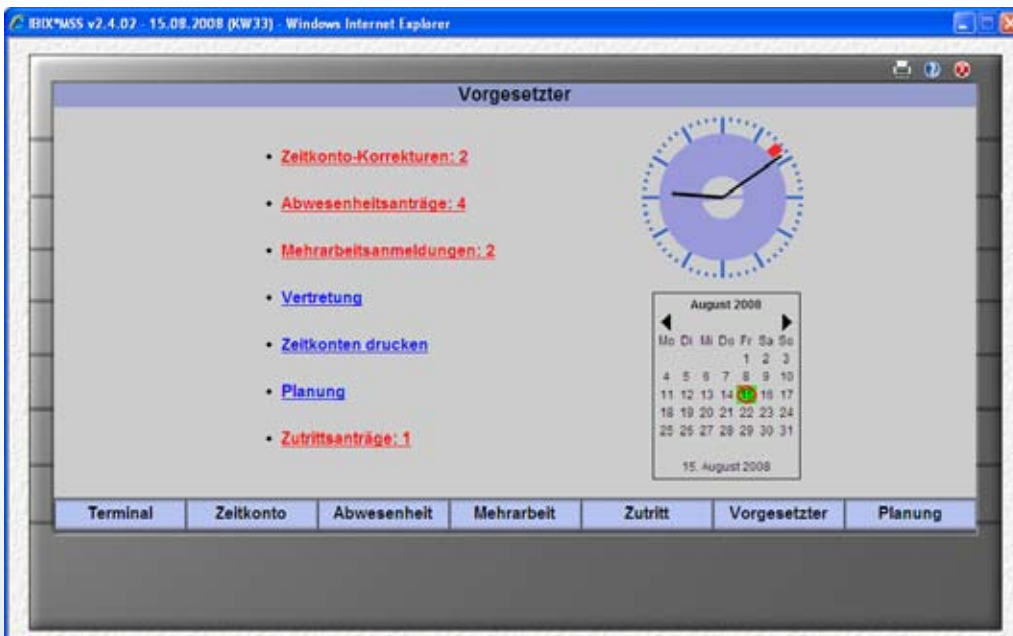 IBIX*MSS v2.4.02 - 15.08.2008 (KW33) - Windows Internet Explorer
Vorgesetzter
• Zeitkonto-Korrekturen: 2
• Abwesenheitsanträge: 4
• Mehrarbeitsanmeldungen: 2
• Vertretung
• Zeitkonten drucken
• Planung
• Zutrittsanträge: 1
August 2008
Mo Di Mi Do Fr Sa So
1 2 3
4 5 6 7 8 9 10
11 12 13 14 15 16 17
18 19 20 21 22 23 24
25 26 27 28 29 30 31
15. August 2008
Terminal Zeitkonto Abwesenheit Mehrarbeit Zutritt Vorgesetzter Planung